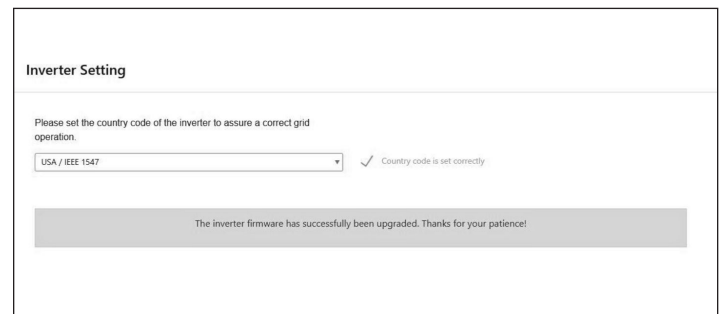 Inverter Setting
Please set the country code of the inverter to assure a correct grid
operation.
USA / IEEE 1547
Country code is set correctly
The inverter firmware has successfully been upgraded. Thanks for your patience!